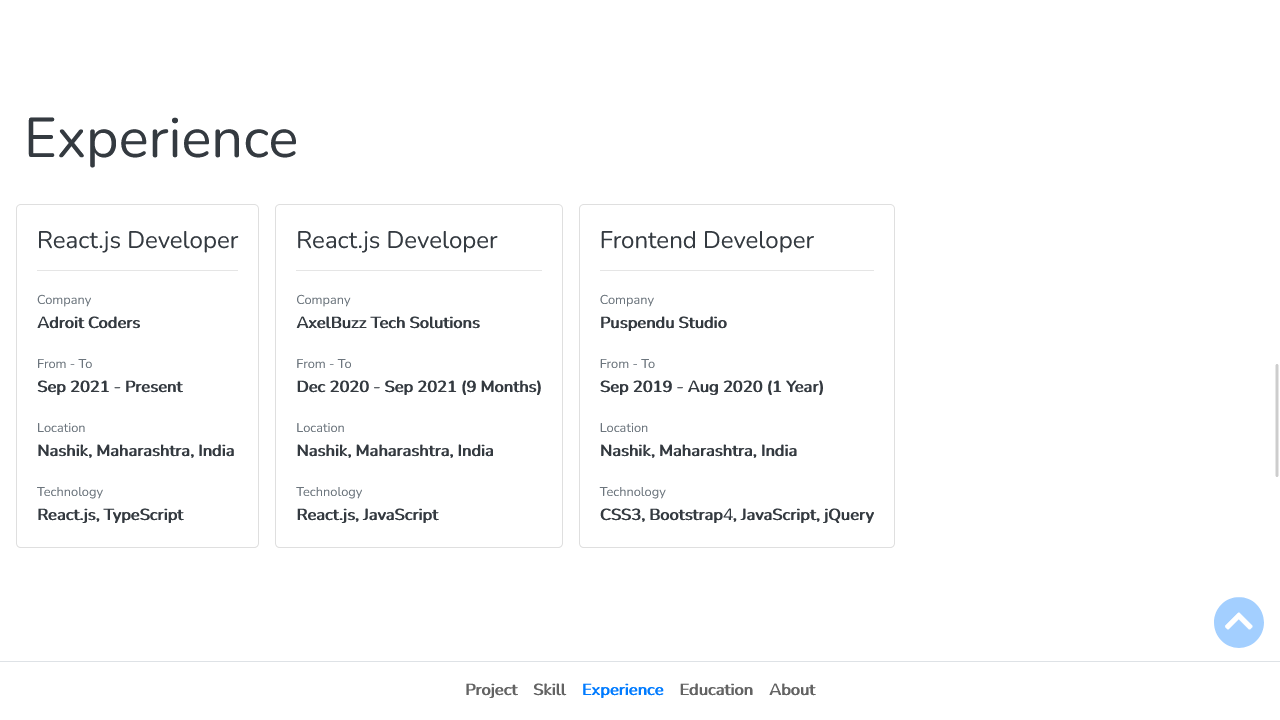 Experience
React.js Developer
Company
Adroit Coders
From - To
Sep 2021 - Present
Location
Nashik, Maharashtra, India
Technology
React.js, TypeScript
React.js Developer
Company
AxelBuzz Tech Solutions
From - To
Dec 2020 - Sep 2021 (9 Months)
Location
Nashik, Maharashtra, India
Technology
React.js, JavaScript
Frontend Developer
Company
Puspendu Studio
From - To
Sep 2019 - Aug 2020 (1 Year)
Location
Nashik, Maharashtra, India
Technology
CSS3, Bootstrap4, JavaScript, jQuery
Project Skill Experience Education About